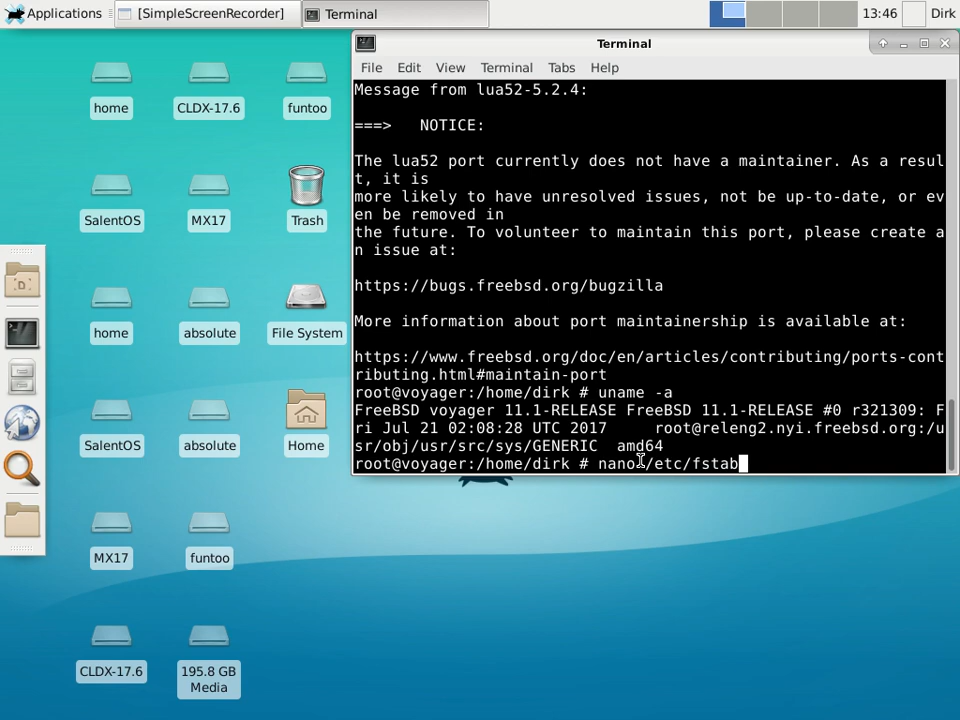 Applications
[SimpleScreenRecorder]
Terminal
13:46
Dirk
Terminal
File Edit View Terminal Tabs Help
Message from lua52-5.2.4:
===>   NOTICE:
The lua52 port currently does not have a maintainer. As a resul
t, it is
more likely to have unresolved issues, not be up-to-date, or ev
en be removed in
the future. To volunteer to maintain this port, please create a
n issue at:
https://bugs.freebsd.org/bugzilla
More information about port maintainership is available at:
https://www.freebsd.org/doc/en/articles/contributing/ports-cont
ributing.html#maintain-port
root@voyager:/home/dirk # uname -a
FreeBSD voyager 11.1-RELEASE FreeBSD 11.1-RELEASE #0 r321309: F
ri Jul 21 02:08:28 UTC 2017     root@releng2.nyi.freebsd.org:/u
sr/obj/usr/src/sys/GENERIC  amd64
root@voyager:/home/dirk # nano /etc/fstab
home
CLDX-17.6
funtoo
SalentOS
MX17
Trash
home
absolute
File System
SalentOS
absolute
Home
MX17
funtoo
CLDX-17.6
195.8 GB
Media